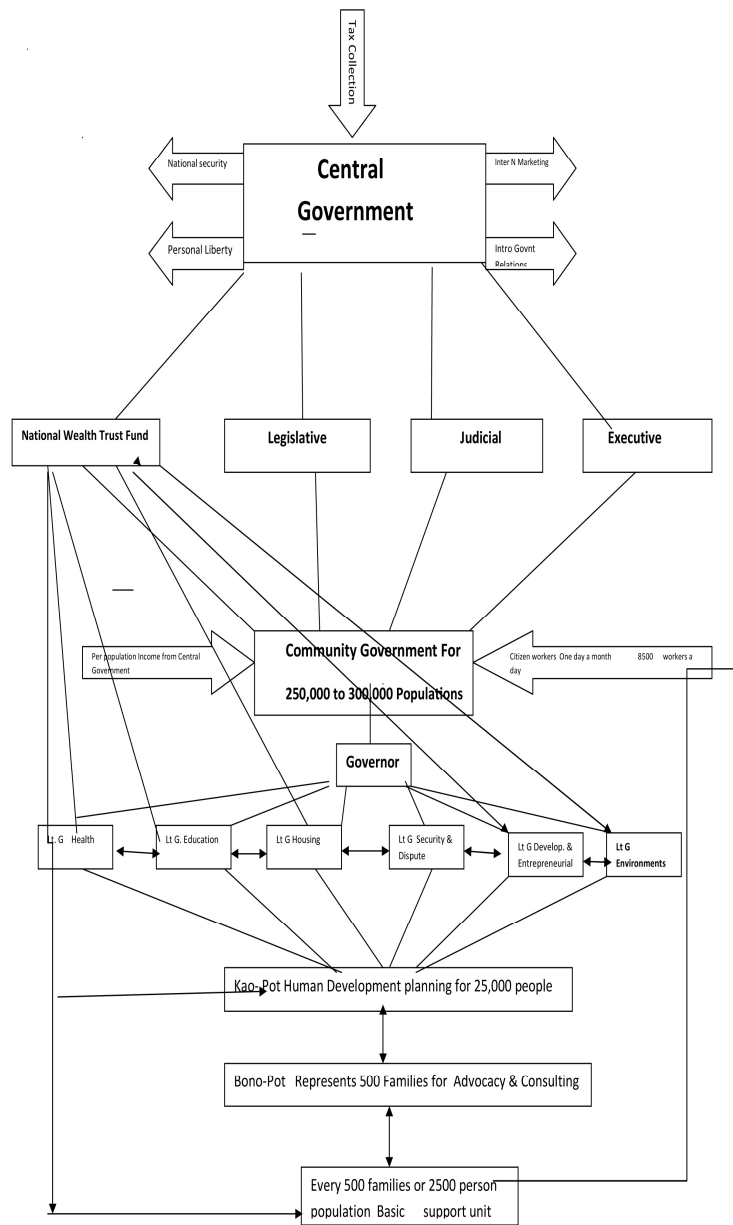 Tax Collection
National security
Central
Government
Inter N Marketing
Personal Liberty
Intro Govnt
Relations
National Wealth Trust Fund
Legislative
Judicial
Executive
Per population Income from Central
Government
Community Government For
250,000 to 300,000 Populations
Citizen workers One day a month 8500 workers a
day
Governor
Lt. G Health
Lt G. Education
Lt G Housing
Lt G Security &
Dispute
Lt G Develop. &
Entrepreneurial
Lt G
Environments
Kao-Pot Human Development planning for 25,000 people
Bono-Pot Represents 500 Families for Advocacy & Consulting
Every 500 families or 2500 person
population Basic support unit